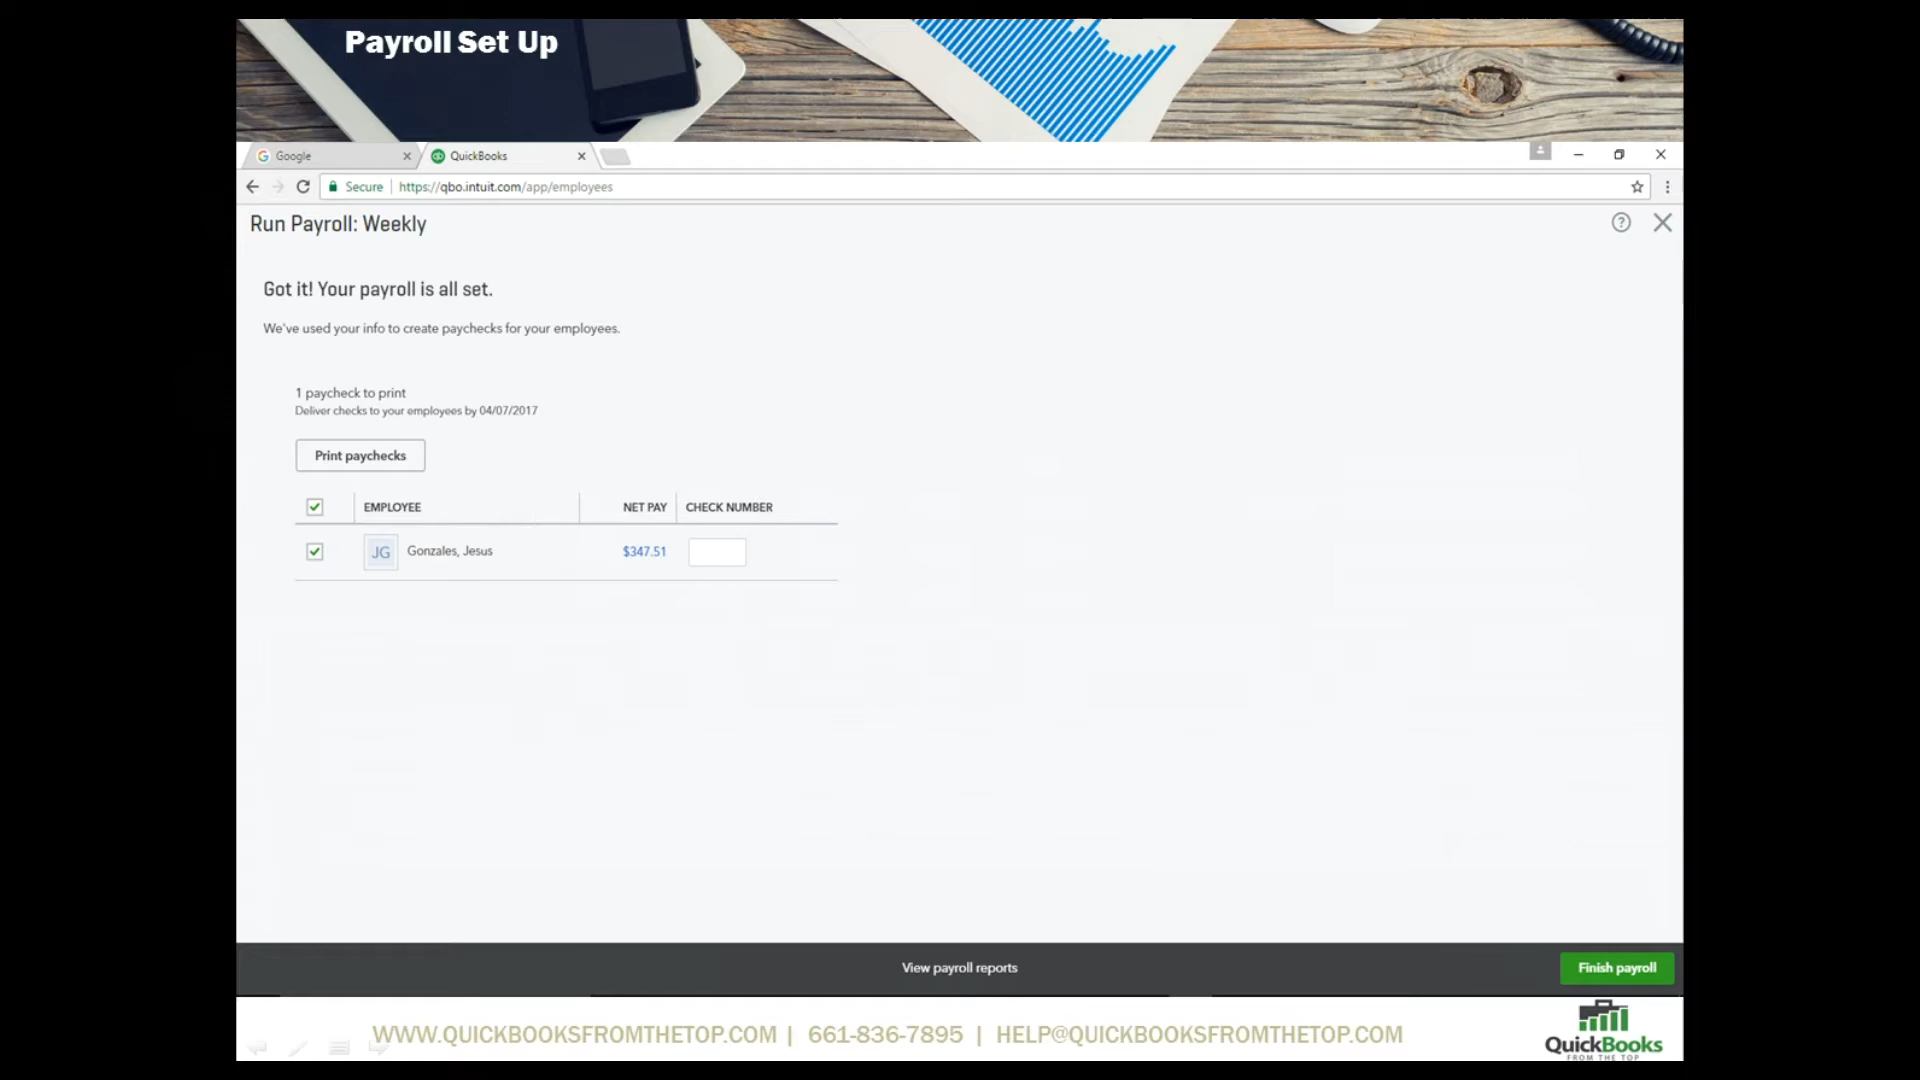 Payroll Set Up
Google
QuickBooks
Secure
https://qbo.intuit.com/app/employees
Run Payroll: Weekly
Got it! Your payroll is all set.
We've used your info to create paychecks for your employees.
1 paycheck to print
Deliver checks to your employees by 04/07/2017
Print paychecks
EMPLOYEE NET PAY CHECK NUMBER
JG Gonzales, Jesus $347.51
View payroll reports
Finish payroll
WWW.QUICKBOOKSFROMTHETOP.COM | 661-836-7895 | HELP@QUICKBOOKSFROMTHETOP.COM
QuickBooks
FROM THE TOP